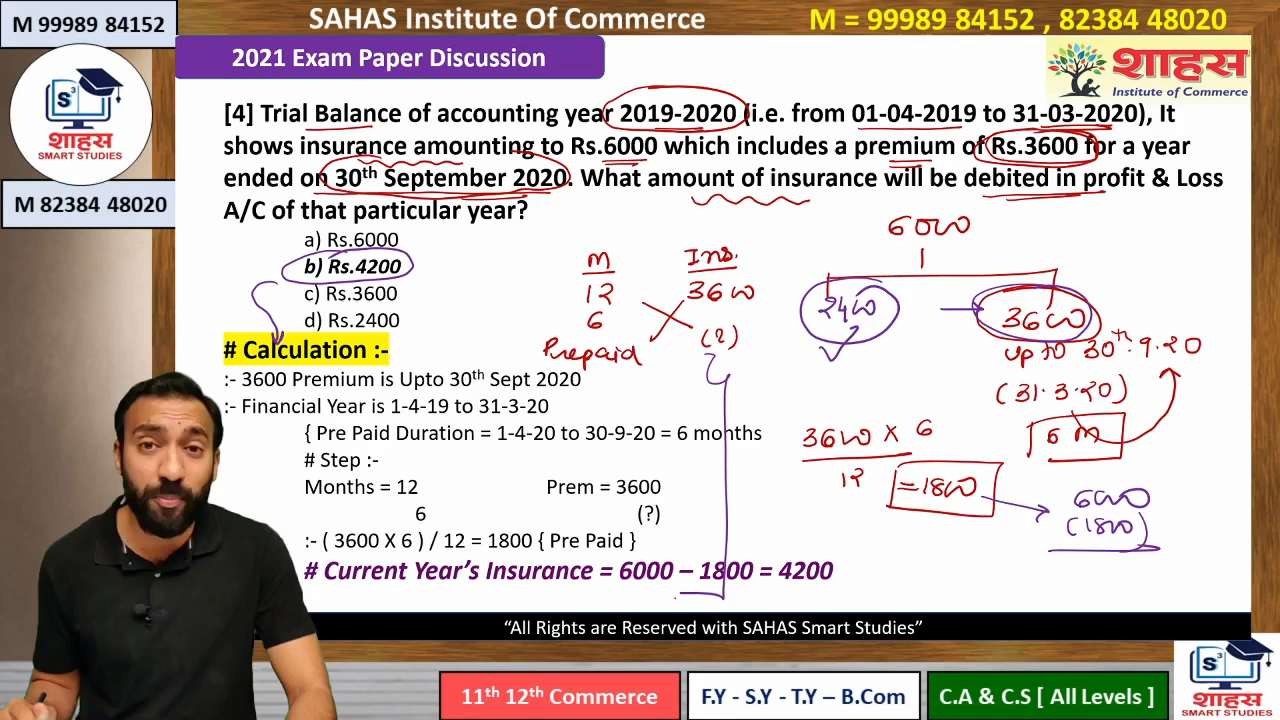 M 99989 84152
SAHAS Institute Of Commerce
M = 99989 84152 , 82384 48020
2021 Exam Paper Discussion
शाहस
Institute of Commerce
S³
शाहस
SMART STUDIES
M 82384 48020
[4] Trial Balance of accounting year 2019-2020 (i.e. from 01-04-2019 to 31-03-2020), It
shows insurance amounting to Rs.6000 which includes a premium of Rs.3600 for a year
ended on 30th September 2020. What amount of insurance will be debited in profit & Loss
A/C of that particular year?
a) Rs.6000
b) Rs.4200
c) Rs.3600
d) Rs.2400
M Ins.
12 3600
6 (?)
Prepaid
6000
2400 3600
up to 30th.9.20
(31.3.20)
6 m
3600 X 6
12
=1800
6000
(1800)
# Calculation :-
:- 3600 Premium is Upto 30th Sept 2020
:- Financial Year is 1-4-19 to 31-3-20
{ Pre Paid Duration = 1-4-20 to 30-9-20 = 6 months
# Step :-
Months = 12 Prem = 3600
6 (?)
:- ( 3600 X 6 ) / 12 = 1800 { Pre Paid }
# Current Year's Insurance = 6000 – 1800 = 4200
“All Rights are Reserved with SAHAS Smart Studies”
11th 12th Commerce
F.Y - S.Y - T.Y – B.Com
C.A & C.S [ All Levels ]
S³
शाहस
SMART STUDIES